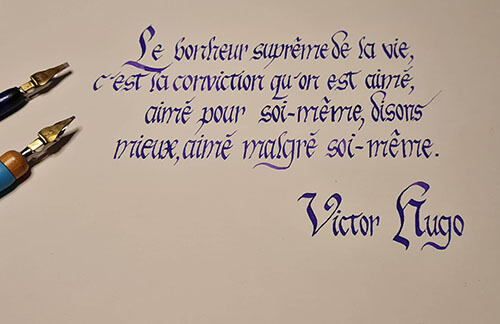 Le bonheur suprême de la vie,
c'est la conviction qu'on est aimé,
aimé pour soi-même, disons
mieux, aimé malgré soi-même.
Victor Hugo